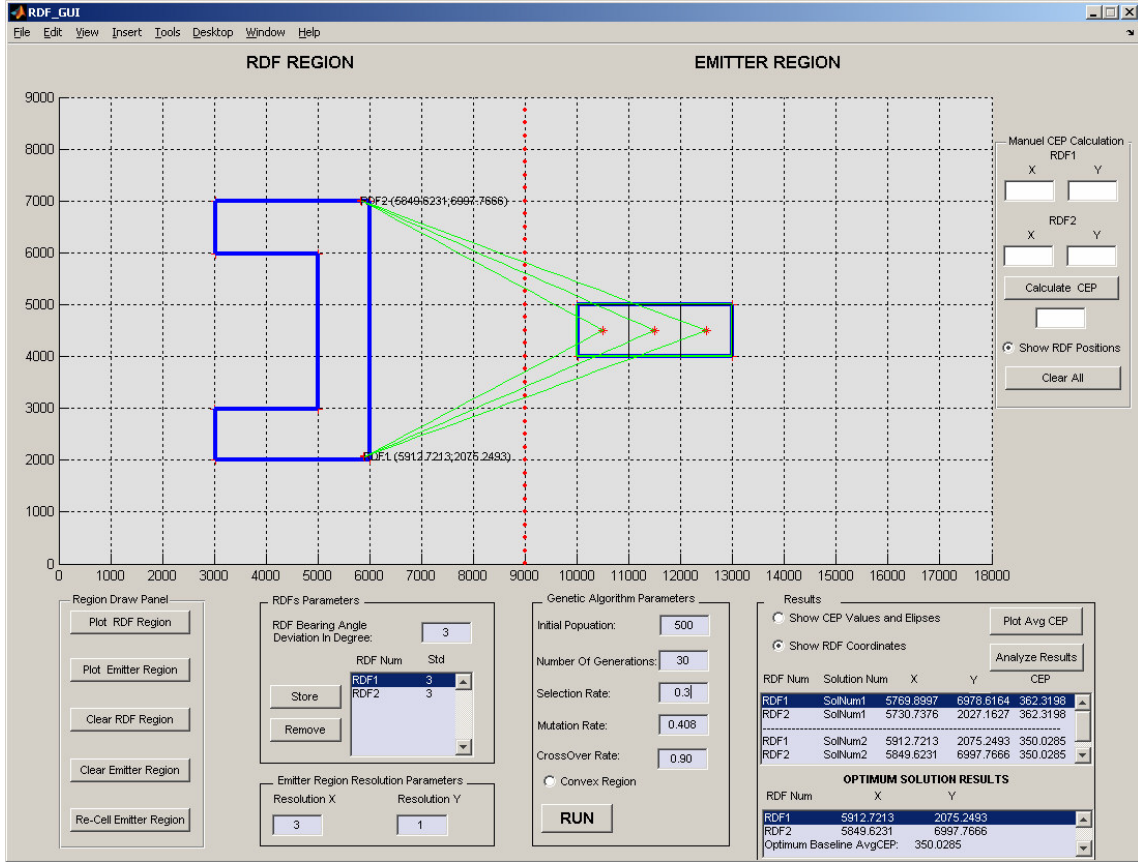 RDF_GUI
File Edit View Insert Tools Desktop Window Help
RDF REGION
EMITTER REGION
9000
8000
7000
6000
5000
4000
3000
2000
1000
0
0 1000 2000 3000 4000 5000 6000 7000 8000 9000 10000 11000 12000 13000 14000 15000 16000 17000 18000
RDF2 (5849.6231;6997.7666)
RDF1 (5912.7213;2075.2493)
Manuel CEP Calculation
RDF1
X Y
RDF2
X Y
Calculate CEP
Show RDF Positions
Clear All
Region Draw Panel
Plot RDF Region
Plot Emitter Region
Clear RDF Region
Clear Emitter Region
Re-Cell Emitter Region
RDFs Parameters
RDF Bearing Angle
Deviation In Degree:
3
RDF Num Std
RDF1 3
RDF2 3
Store
Remove
Emitter Region Resolution Parameters
Resolution X Resolution Y
3 1
Genetic Algorithm Parameters
Initial Popuation: 500
Number Of Generations: 30
Selection Rate: 0.3
Mutation Rate: 0.408
CrossOver Rate: 0.90
Convex Region
RUN
Results
Show CEP Values and Elipses
Plot Avg CEP
Show RDF Coordinates
Analyze Results
RDF Num Solution Num X Y CEP
RDF1 SolNum1 5769.8997 6978.6164 362.3198
RDF2 SolNum1 5730.7376 2027.1627 362.3198
RDF1 SolNum2 5912.7213 2075.2493 350.0285
RDF2 SolNum2 5849.6231 6997.7666 350.0285
OPTIMUM SOLUTION RESULTS
RDF Num X Y
RDF1 5912.7213 2075.2493
RDF2 5849.6231 6997.7666
Optimum Baseline AvgCEP: 350.0285